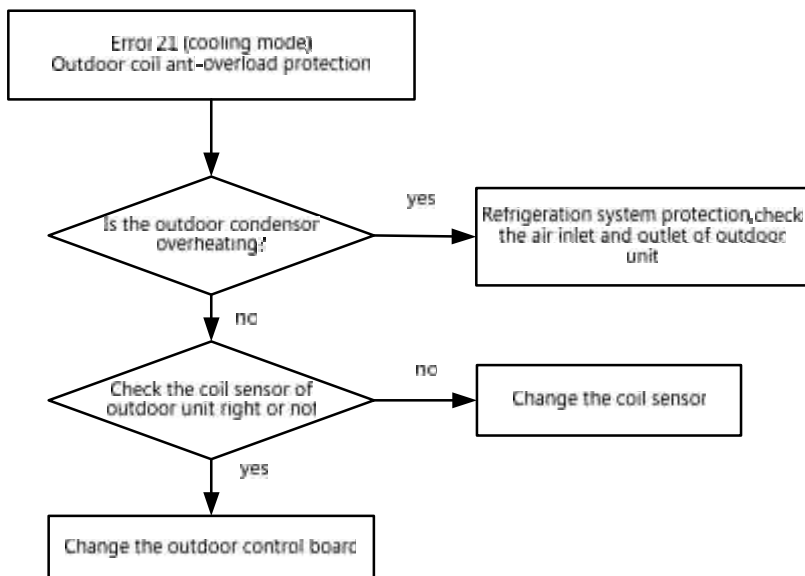 Error 21 (cooling mode)
Outdoor coil anti-overload protection
Is the outdoor condensor
overheating?
yes
Refrigeration system protection,check
the air inlet and outlet of outdoor
unit
no
Check the coil sensor of
outdoor unit right or not
no
Change the coil sensor
yes
Change the outdoor control board